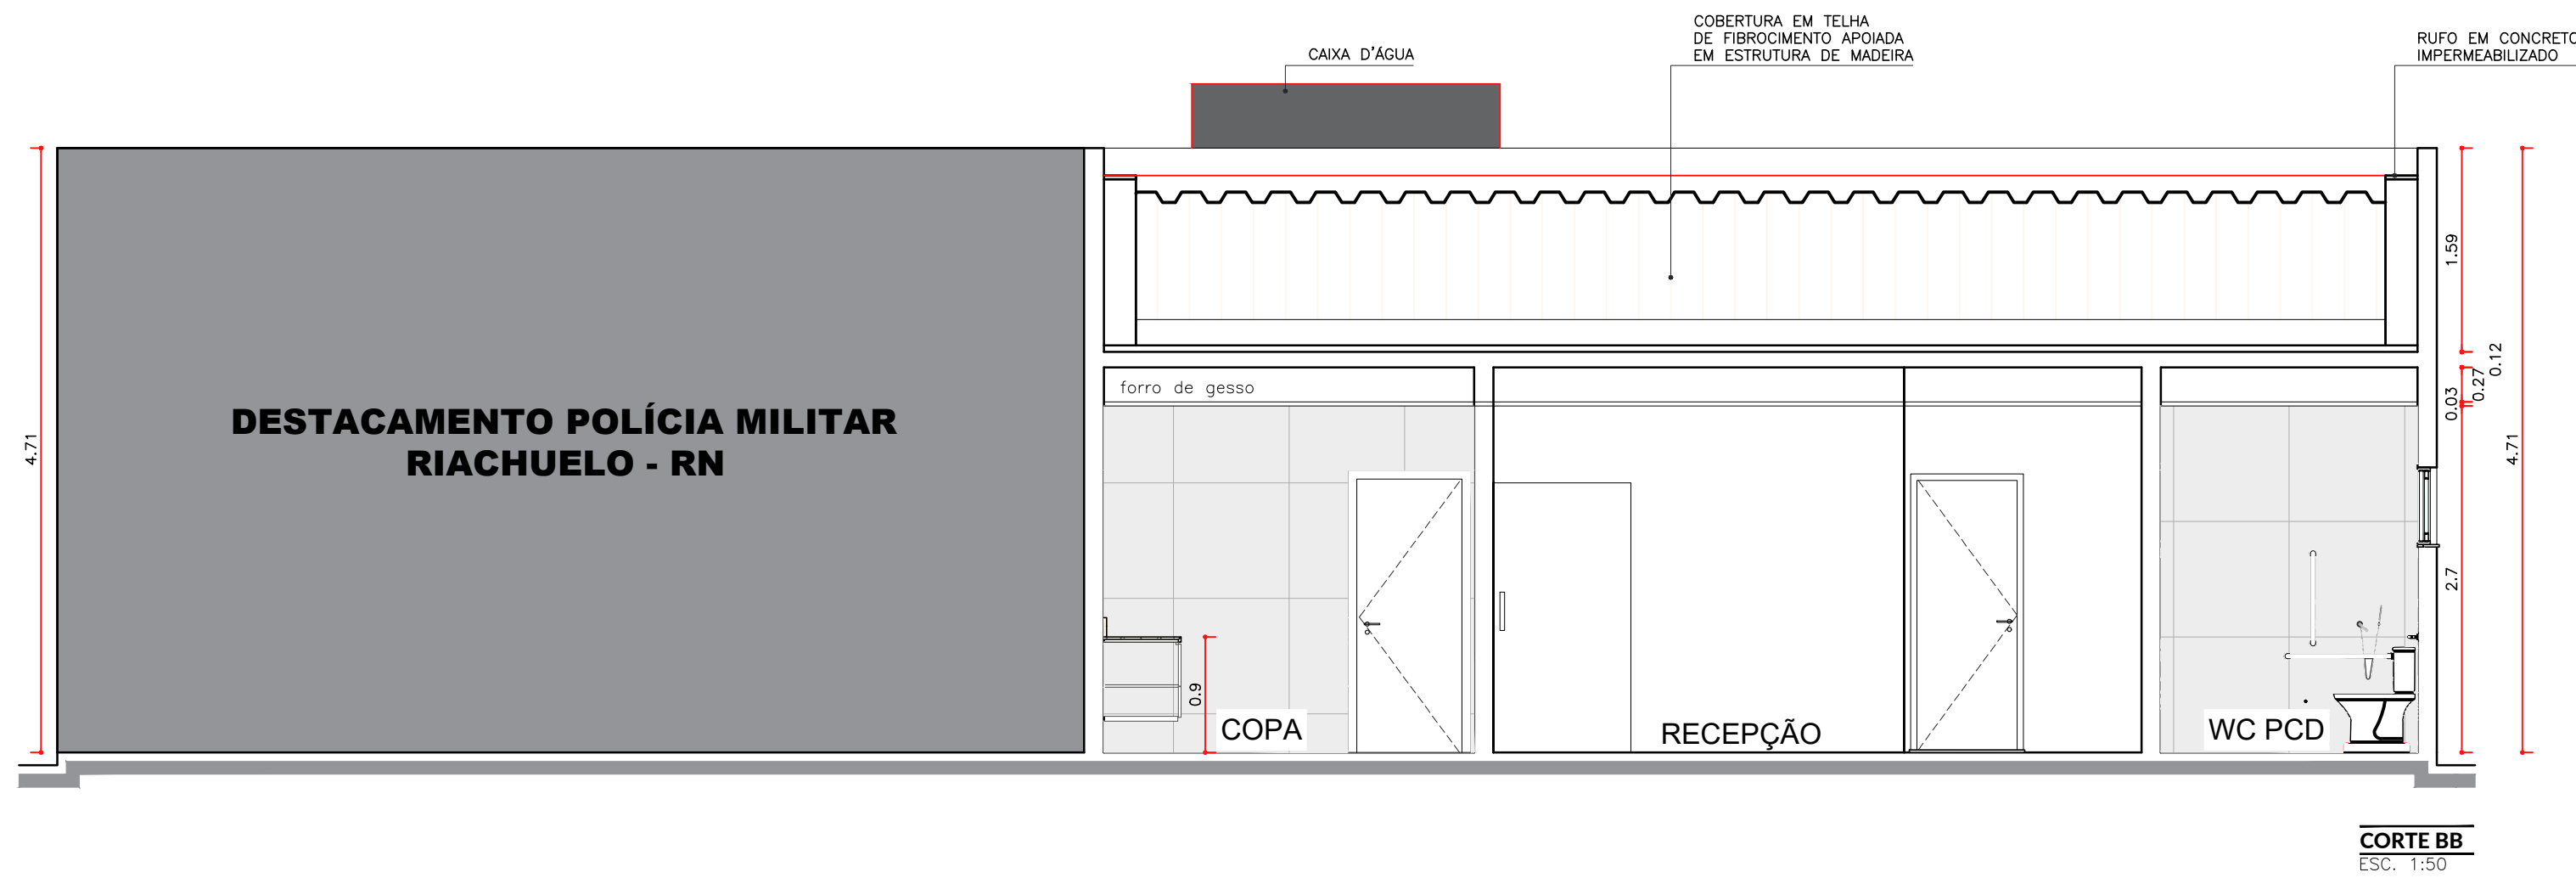 COBERTURA EM TELHA
DE FIBROCIMENTO APOIADA
EM ESTRUTURA DE MADEIRA
RUFO EM CONCRETO
IMPERMEABILIZADO
CAIXA D'ÁGUA
1.59
0.12
0.27
0.03
forro de gesso
DESTACAMENTO POLÍCIA MILITAR
RIACHUELO - RN
4.71
4.71
2.7
0.9
COPA
RECEPÇÃO
WC PCD
CORTE BB
ESC. 1:50